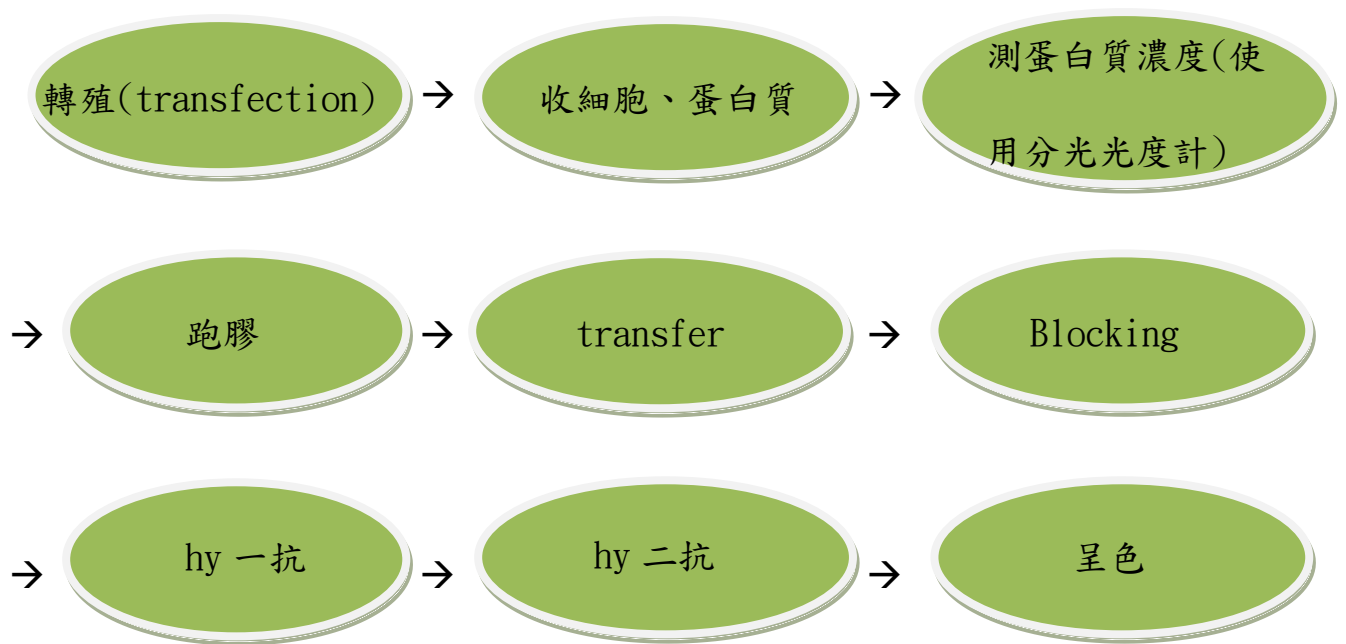 轉殖(transfection) → 收細胞、蛋白質 → 測蛋白質濃度(使
用分光光度計)
→ 跑膠 → transfer → Blocking
→ hy 一抗 → hy 二抗 → 呈色